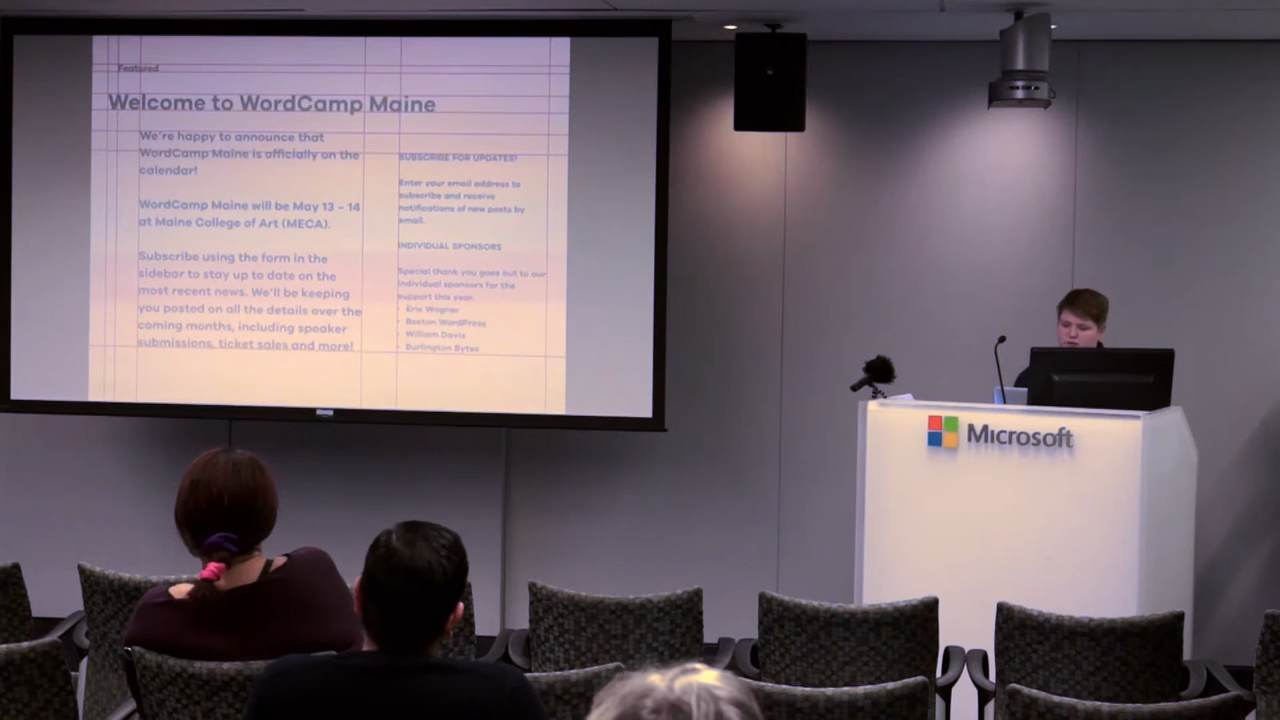 Featured
Welcome to WordCamp Maine
We're happy to announce that
WordCamp Maine is officially on the
calendar!
WordCamp Maine will be May 13 – 14
at Maine College of Art (MECA).
Subscribe using the form in the
sidebar to stay up to date on the
most recent news. We'll be keeping
you posted on all the details over the
coming months, including speaker
submissions, ticket sales and more!
SUBSCRIBE FOR UPDATES!
Enter your email address to
subscribe and receive
notifications of new posts by
email.
INDIVIDUAL SPONSORS
Special thank you goes out to our
individual sponsors for the
support this year.
• Eric Wagner
• Boston WordPress
• William Davis
• Burlington Bytes
Microsoft